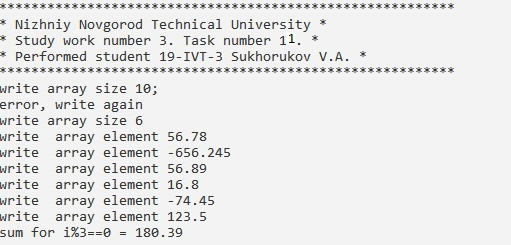 *********************************************************
* Nizhniy Novgorod Technical University *
* Study work number 3. Task number 11. *
* Performed student 19-IVT-3 Sukhorukov V.A. *
*********************************************************
write array size 10;
error, write again
write array size 6
write  array element 56.78
write  array element -656.245
write  array element 56.89
write  array element 16.8
write  array element -74.45
write  array element 123.5
sum for i%3==0 = 180.39